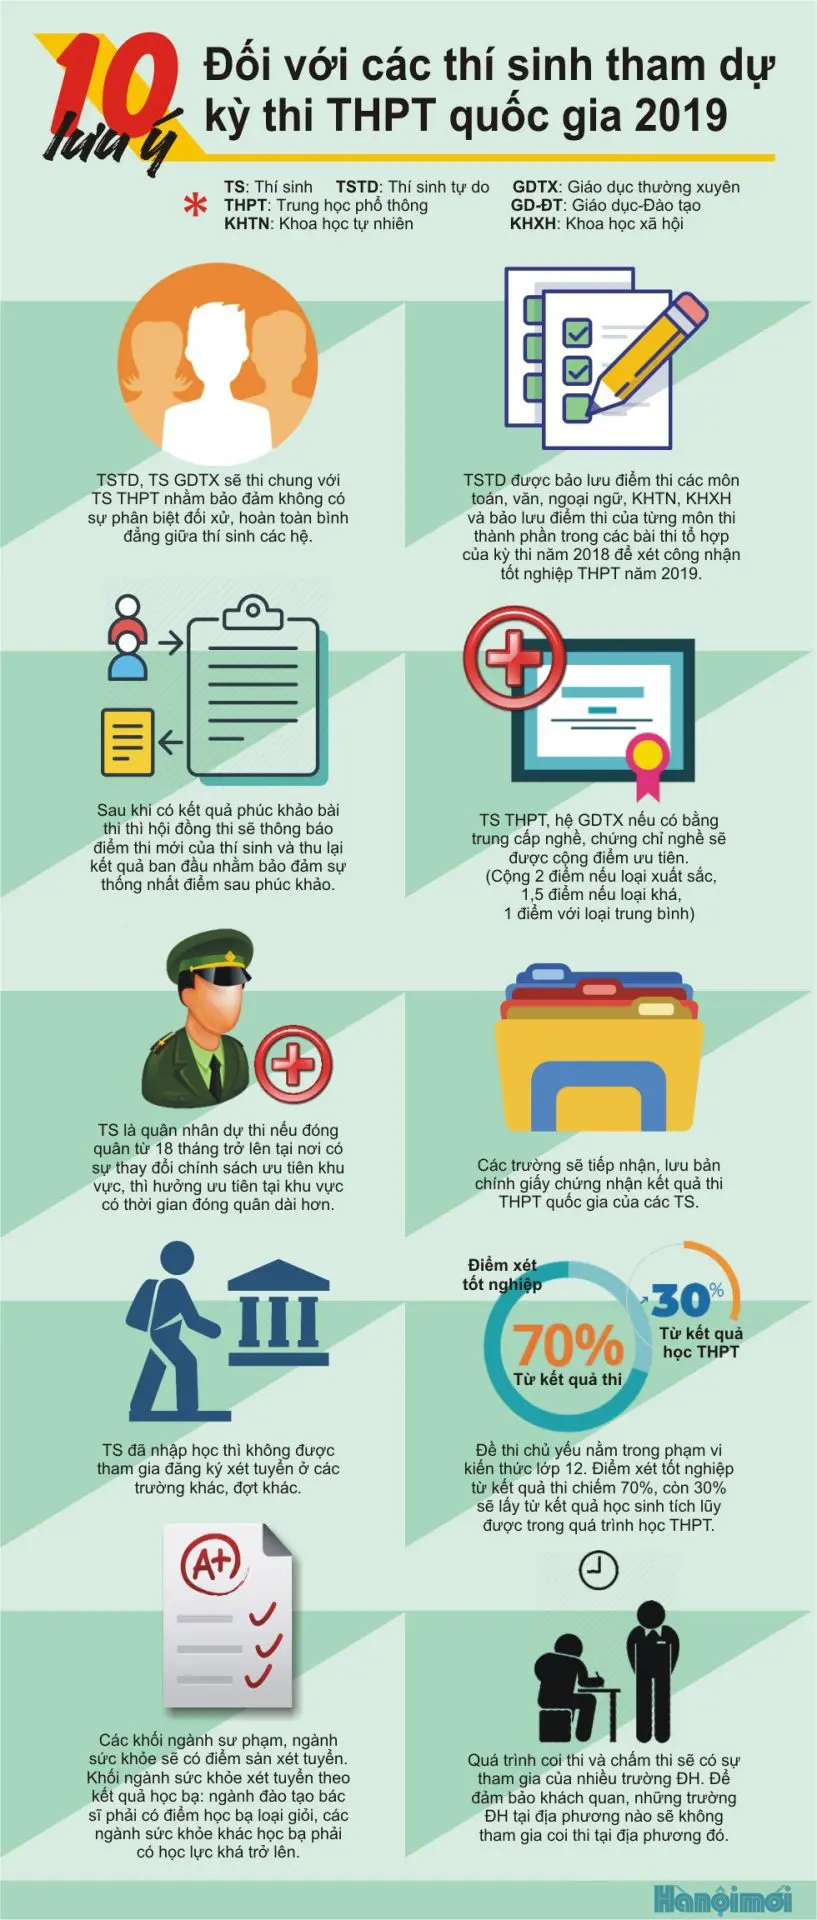 10
lưu ý
Đối với các thí sinh tham dự
kỳ thi THPT quốc gia 2019
*
TS: Thí sinh TSTD: Thí sinh tự do GDTX: Giáo dục thường xuyên
THPT: Trung học phổ thông GD-ĐT: Giáo dục-Đào tạo
KHTN: Khoa học tự nhiên KHXH: Khoa học xã hội
TSTD, TS GDTX sẽ thi chung với
TS THPT nhằm bảo đảm không có
sự phân biệt đối xử, hoàn toàn bình
đẳng giữa thí sinh các hệ.
TSTD được bảo lưu điểm thi các môn
toán, văn, ngoại ngữ, KHTN, KHXH
và bảo lưu điểm thi của từng môn thi
thành phần trong các bài thi tổ hợp
của kỳ thi năm 2018 để xét công nhận
tốt nghiệp THPT năm 2019.
Sau khi có kết quả phúc khảo bài
thi thì hội đồng thi sẽ thông báo
điểm thi mới của thí sinh và thu lại
kết quả ban đầu nhằm bảo đảm sự
thống nhất điểm sau phúc khảo.
TS THPT, hệ GDTX nếu có bằng
trung cấp nghề, chứng chỉ nghề sẽ
được cộng điểm ưu tiên.
(Cộng 2 điểm nếu loại xuất sắc,
1,5 điểm nếu loại khá,
1 điểm với loại trung bình)
TS là quân nhân dự thi nếu đóng
quân từ 18 tháng trở lên tại nơi có
sự thay đổi chính sách ưu tiên khu
vực, thì hưởng ưu tiên tại khu vực
có thời gian đóng quân dài hơn.
Các trường sẽ tiếp nhận, lưu bản
chính giấy chứng nhận kết quả thi
THPT quốc gia của các TS.
TS đã nhập học thì không được
tham gia đăng ký xét tuyển ở các
trường khác, đợt khác.
Điểm xét
tốt nghiệp
70%
Từ kết quả thi
30%
Từ kết quả
học THPT
Đề thi chủ yếu nằm trong phạm vi
kiến thức lớp 12. Điểm xét tốt nghiệp
từ kết quả thi chiếm 70%, còn 30%
sẽ lấy từ kết quả học sinh tích lũy
được trong quá trình học THPT.
A+
Các khối ngành sư phạm, ngành
sức khỏe sẽ có điểm sàn xét tuyển.
Khối ngành sức khỏe xét tuyển theo
kết quả học bạ: ngành đào tạo bác
sĩ phải có điểm học bạ loại giỏi, các
ngành sức khỏe khác học bạ phải
có học lực khá trở lên.
Quá trình coi thi và chấm thi sẽ có sự
tham gia của nhiều trường ĐH. Để
đảm bảo khách quan, những trường
ĐH tại địa phương nào sẽ không
tham gia coi thi tại địa phương đó.
Hànộimới